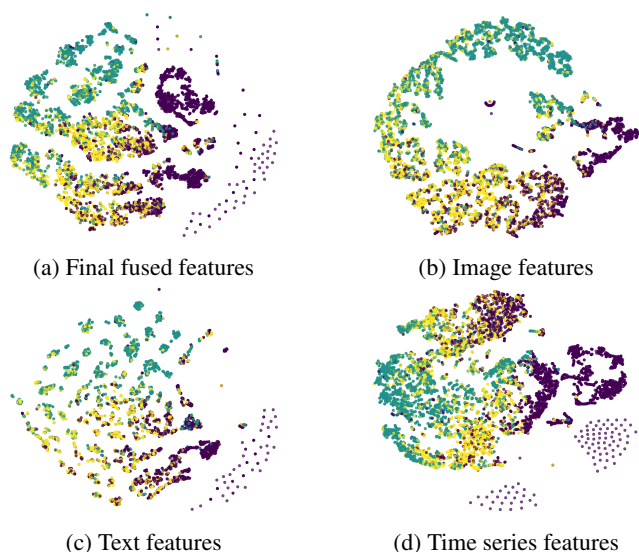 (a) Final fused features
(b) Image features
(c) Text features
(d) Time series features